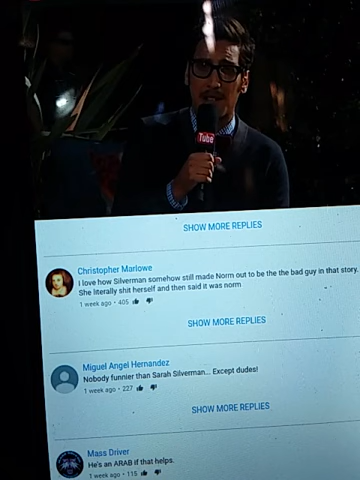 Tube
SHOW MORE REPLIES
Christopher Marlowe
I love how Silverman somehow still made Norm out to be the the bad guy in that story.
She literally shit herself and then said it was norm
1 week ago • 405
SHOW MORE REPLIES
Miguel Angel Hernandez
Nobody funnier than Sarah Silverman... Except dudes!
1 week ago • 227
SHOW MORE REPLIES
Mass Driver
He's an ARAB if that helps.
1 week ago • 115